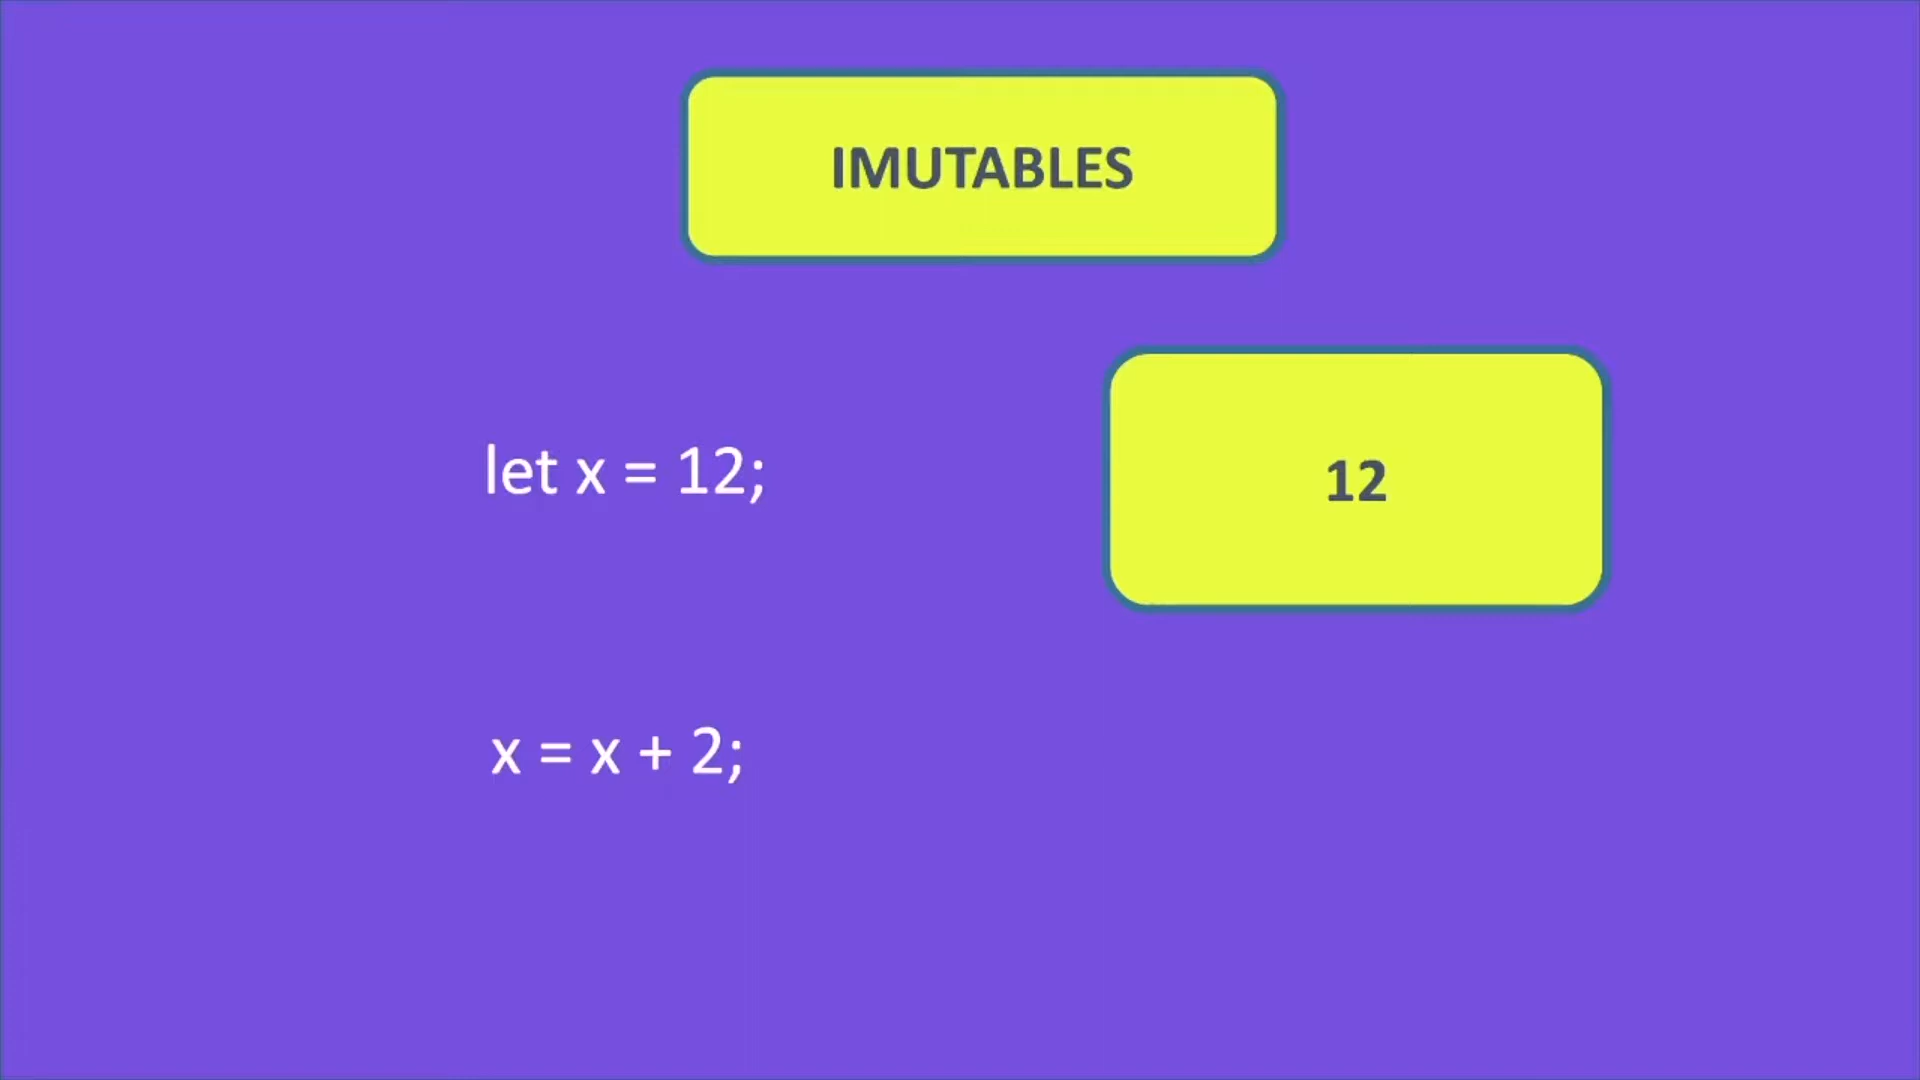 IMUTABLES
let x = 12;
12
x = x + 2;